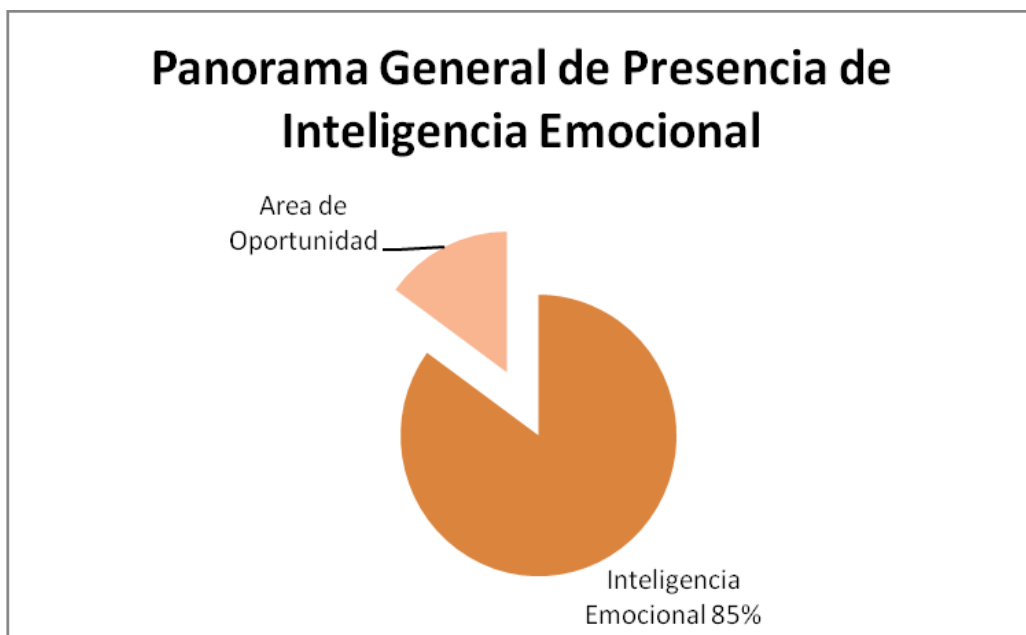 Panorama General de Presencia de
Inteligencia Emocional
Area de
Oportunidad
Inteligencia
Emocional 85%